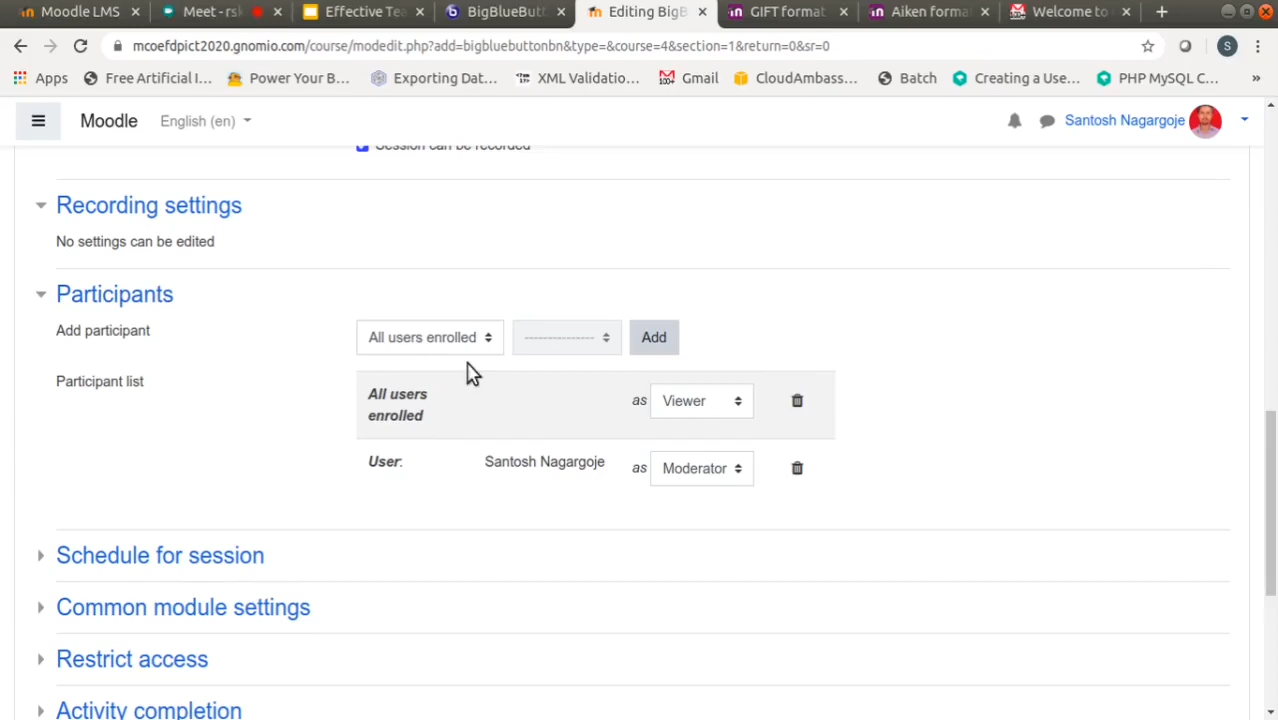 Moodle LMS
Meet - rsk
Effective Tea
BigBlueButt
Editing BigB
GIFT format
Aiken forma
Welcome to
mcoefdpict2020.gnomio.com/course/modedit.php?add=bigbluebuttonbn&type=&course=4&section=1&return=0&sr=0
S
Apps
Free Artificial I...
Power Your B...
Exporting Dat...
XML Validatio...
Gmail
CloudAmbass...
Batch
Creating a Use...
PHP MySQL C...
»
Moodle
English (en)
Santosh Nagargoje
Session can be recorded
Recording settings
No settings can be edited
Participants
Add participant
All users enrolled
---------------
Add
Participant list
All users enrolled
as
Viewer
User:
Santosh Nagargoje
as
Moderator
Schedule for session
Common module settings
Restrict access
Activity completion